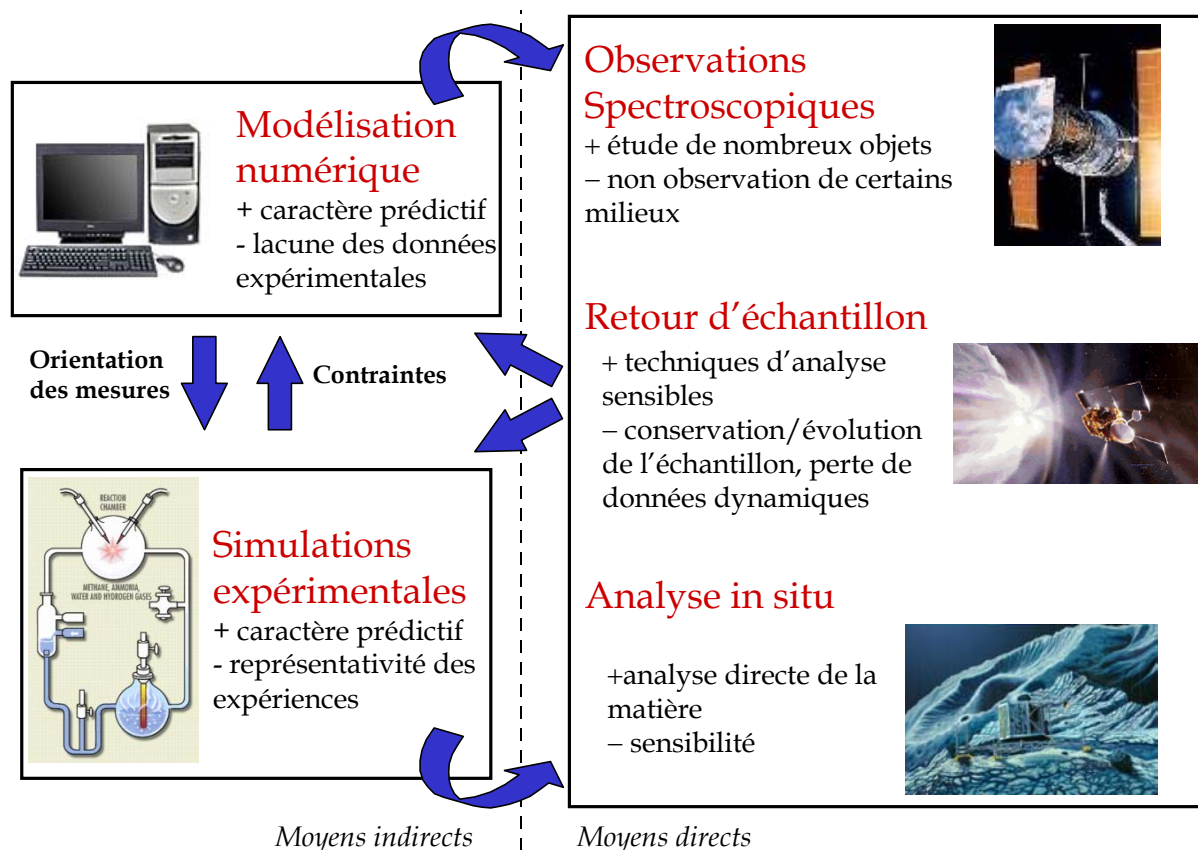 Modélisation
numérique
+ caractère prédictif
- lacune des données
expérimentales
Orientation
des mesures
Contraintes
REACTION
CHAMBER
METHANE, AMMONIA,
WATER AND HYDROGEN GASES
Simulations
expérimentales
+ caractère prédictif
- représentativité des
expériences
Moyens indirects
Observations
Spectroscopiques
+ étude de nombreux objets
– non observation de certains
milieux
Retour d’échantillon
+ techniques d’analyse
sensibles
– conservation/évolution
de l’échantillon, perte de
données dynamiques
Analyse in situ
+analyse directe de la
matière
– sensibilité
Moyens directs